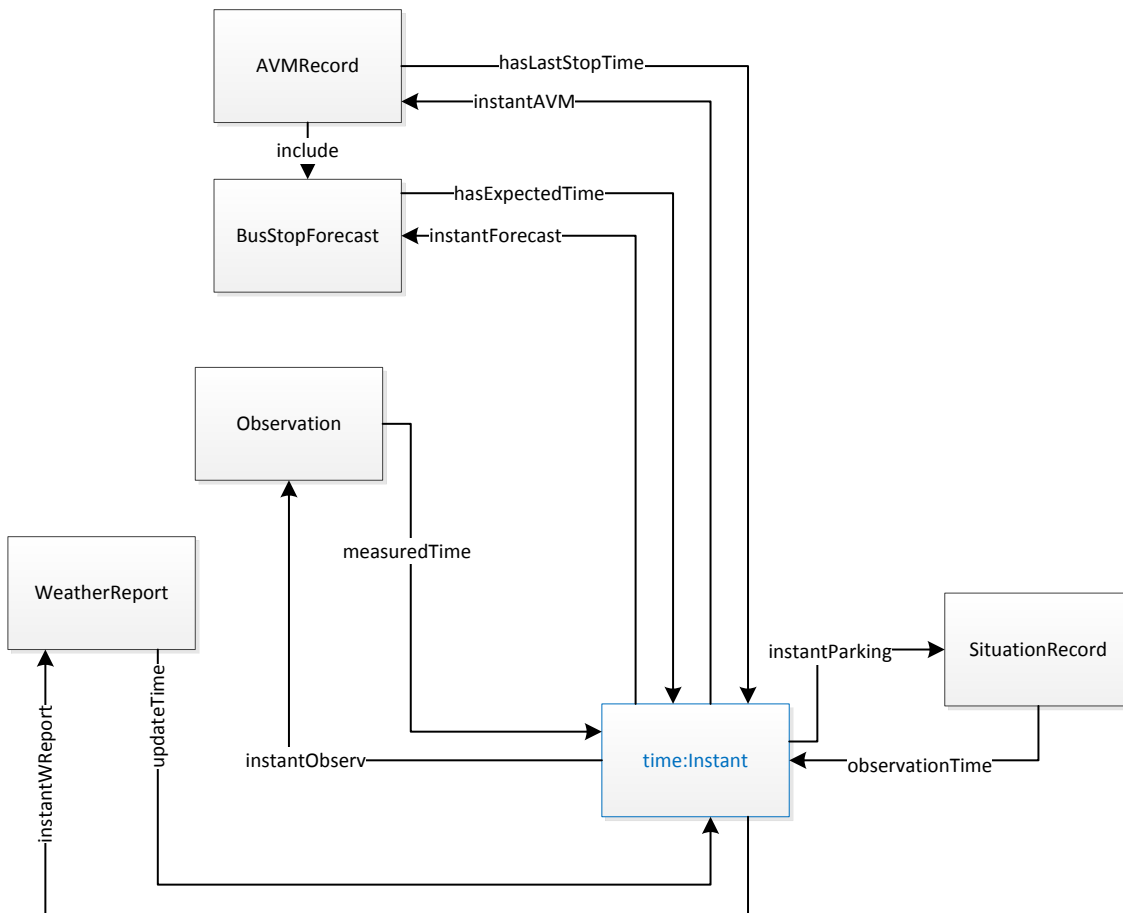 AVMRecord
hasLastStopTime
instantAVM
include
hasExpectedTime
BusStopForecast
instantForecast
Observation
measuredTime
WeatherReport
instantParking
SituationRecord
updateTime
instantWReport
instantObserv
time:Instant
observationTime